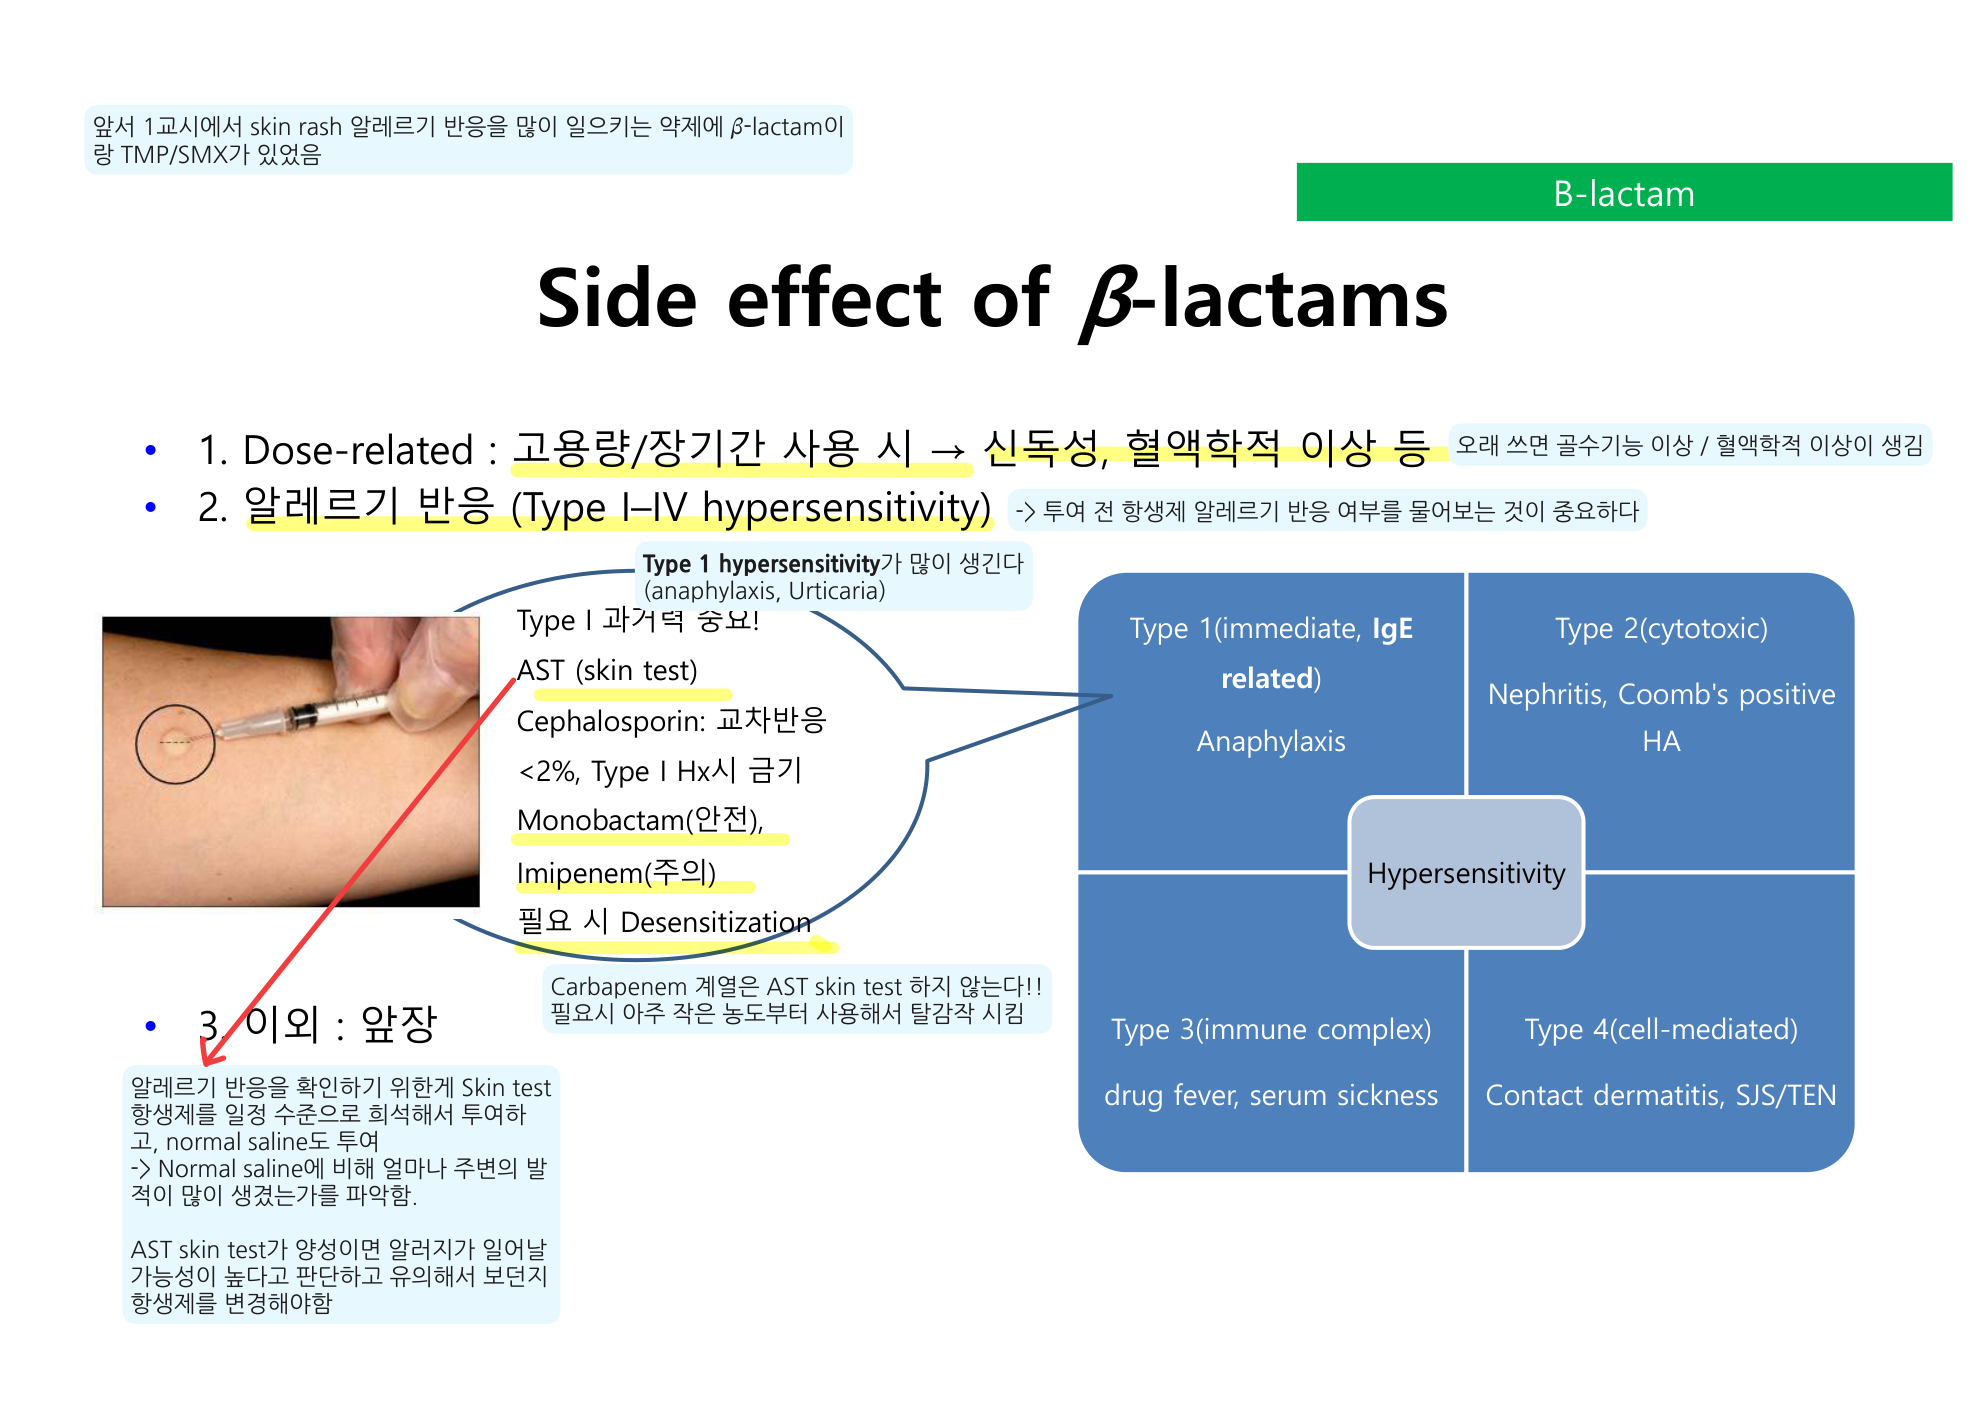 앞서 1교시에서 skin rash 알레르기 반응을 많이 일으키는 약제에 β-lactam이
랑 TMP/SMX가 있었음
B-lactam
Side effect of β-lactams
• 1. Dose-related : 고용량/장기간 사용 시 → 신독성, 혈액학적 이상 등
오래 쓰면 골수기능 이상 / 혈액학적 이상이 생김
• 2. 알레르기 반응 (Type I–IV hypersensitivity)
-> 투여 전 항생제 알레르기 반응 여부를 물어보는 것이 중요하다
Type 1 hypersensitivity가 많이 생긴다
(anaphylaxis, Urticaria)
Type I 과거력 중요!
AST (skin test)
Cephalosporin: 교차반응
<2%, Type I Hx시 금기
Monobactam(안전),
Imipenem(주의)
필요 시 Desensitization
Carbapenem 계열은 AST skin test 하지 않는다!!
필요시 아주 작은 농도부터 사용해서 탈감작 시킴
Type 1(immediate, IgE
related)
Anaphylaxis
Type 2(cytotoxic)
Nephritis, Coomb's positive
HA
Hypersensitivity
Type 3(immune complex)
drug fever, serum sickness
Type 4(cell-mediated)
Contact dermatitis, SJS/TEN
• 3. 이외 : 앞장
알레르기 반응을 확인하기 위한게 Skin test
항생제를 일정 수준으로 희석해서 투여하
고, normal saline도 투여
-> Normal saline에 비해 얼마나 주변의 발
적이 많이 생겼는가를 파악함.
AST skin test가 양성이면 알러지가 일어날
가능성이 높다고 판단하고 유의해서 보던지
항생제를 변경해야함